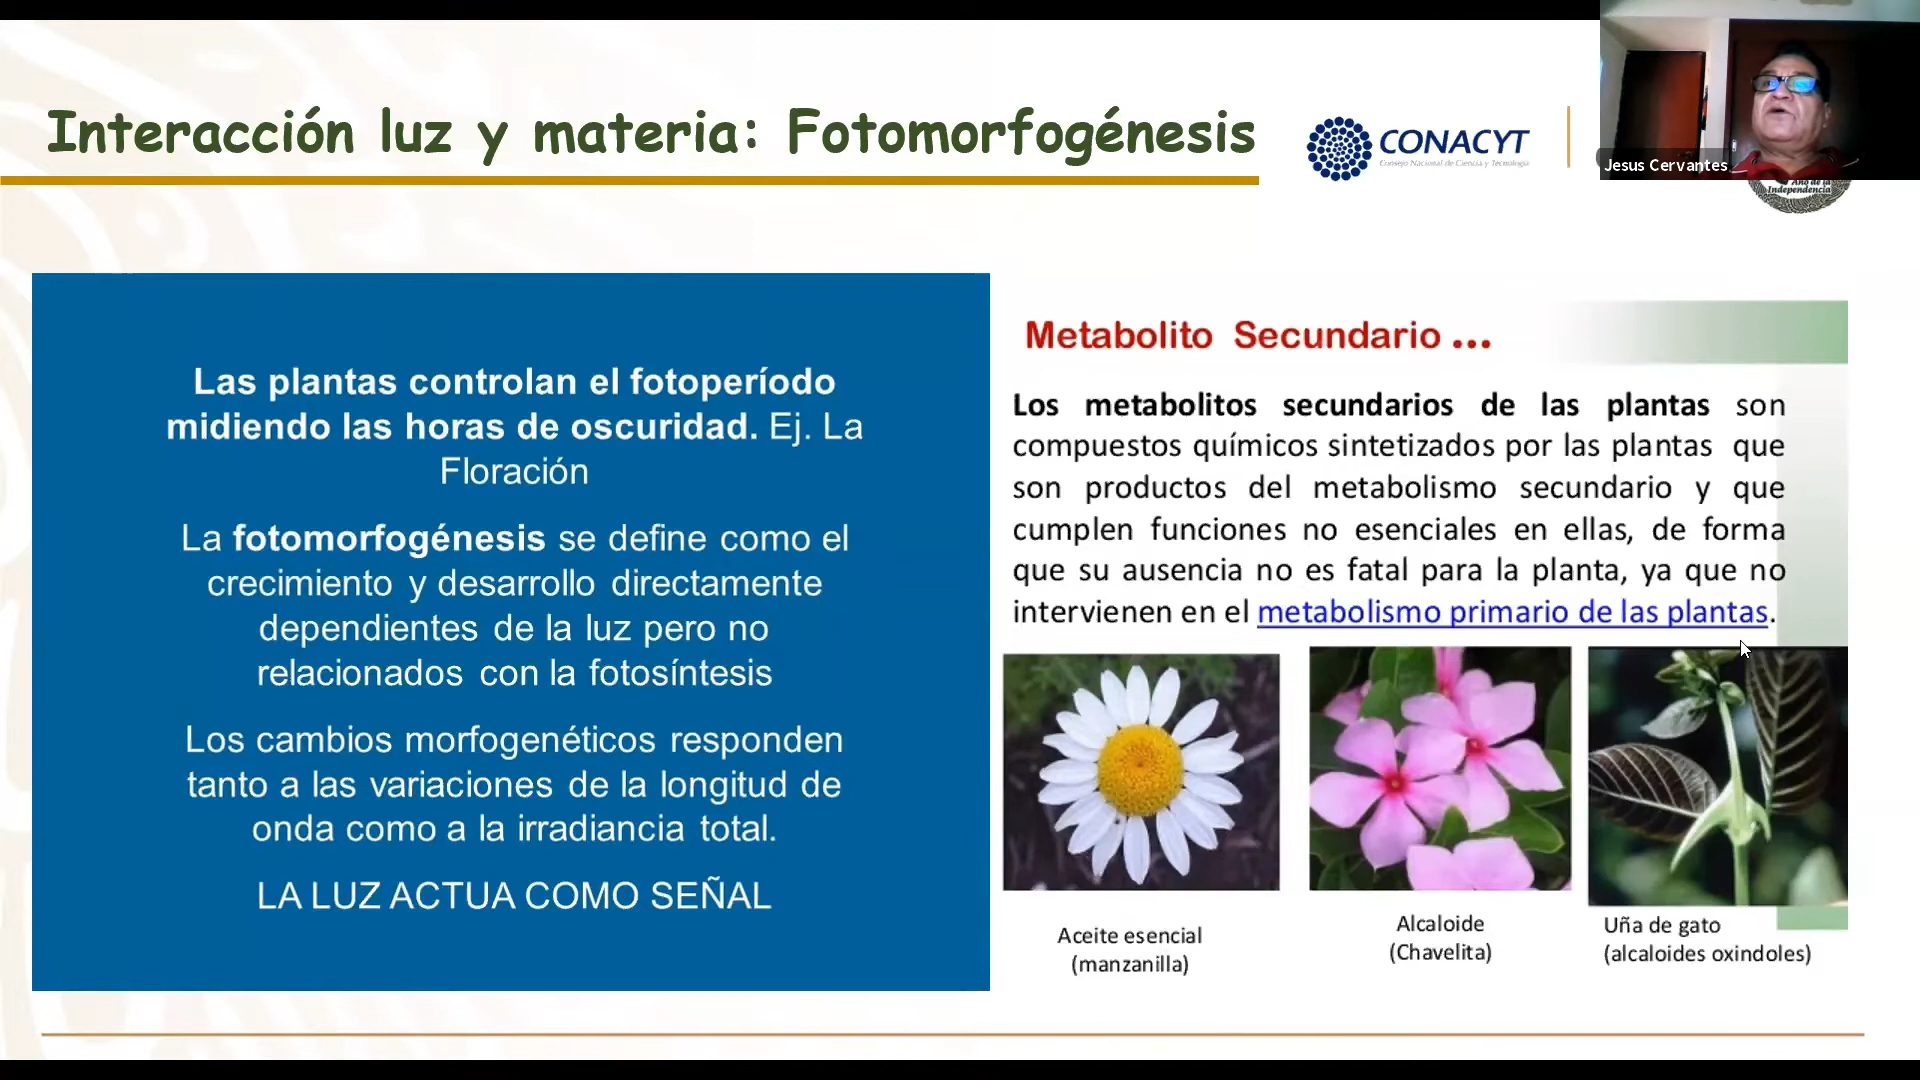 Interacción luz y materia: Fotomorfogénesis
CONACYT
Consejo Nacional de Ciencia y Tecnología
Jesus Cervantes
Año de la
Independencia
Las plantas controlan el fotoperíodo
midiendo las horas de oscuridad. Ej. La
Floración
La fotomorfogénesis se define como el
crecimiento y desarrollo directamente
dependientes de la luz pero no
relacionados con la fotosíntesis
Los cambios morfogenéticos responden
tanto a las variaciones de la longitud de
onda como a la irradiancia total.
LA LUZ ACTUA COMO SEÑAL
Metabolito Secundario ...
Los metabolitos secundarios de las plantas son
compuestos químicos sintetizados por las plantas que
son productos del metabolismo secundario y que
cumplen funciones no esenciales en ellas, de forma
que su ausencia no es fatal para la planta, ya que no
intervienen en el metabolismo primario de las plantas.
Aceite esencial
(manzanilla)
Alcaloide
(Chavelita)
Uña de gato
(alcaloides oxindoles)